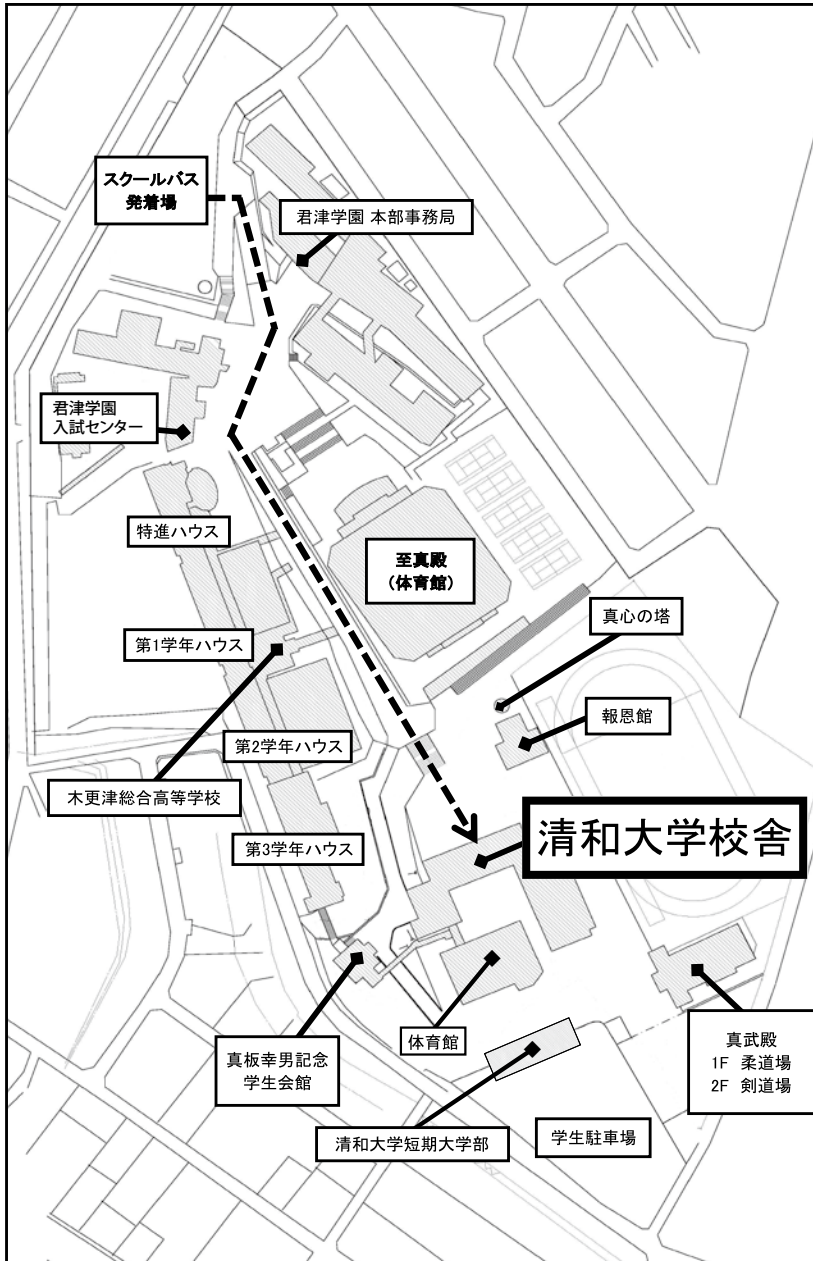 スクールバス
発着場
君津学園 本部事務局
君津学園
入試センター
特進ハウス
至真殿
(体育館)
真心の塔
第1学年ハウス
報恩館
第2学年ハウス
木更津総合高等学校
清和大学校舎
第3学年ハウス
真板幸男記念
学生会館
体育館
真武殿
1F 柔道場
2F 剣道場
清和大学短期大学部
学生駐車場